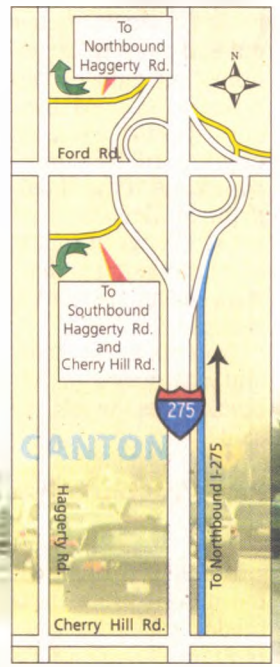 To
Northbound
Haggerty Rd.
N
Ford Rd.
To
Southbound
Haggerty Rd.
and
Cherry Hill Rd.
275
CANTON
To Northbound I-275
Haggerty Rd.
Cherry Hill Rd.